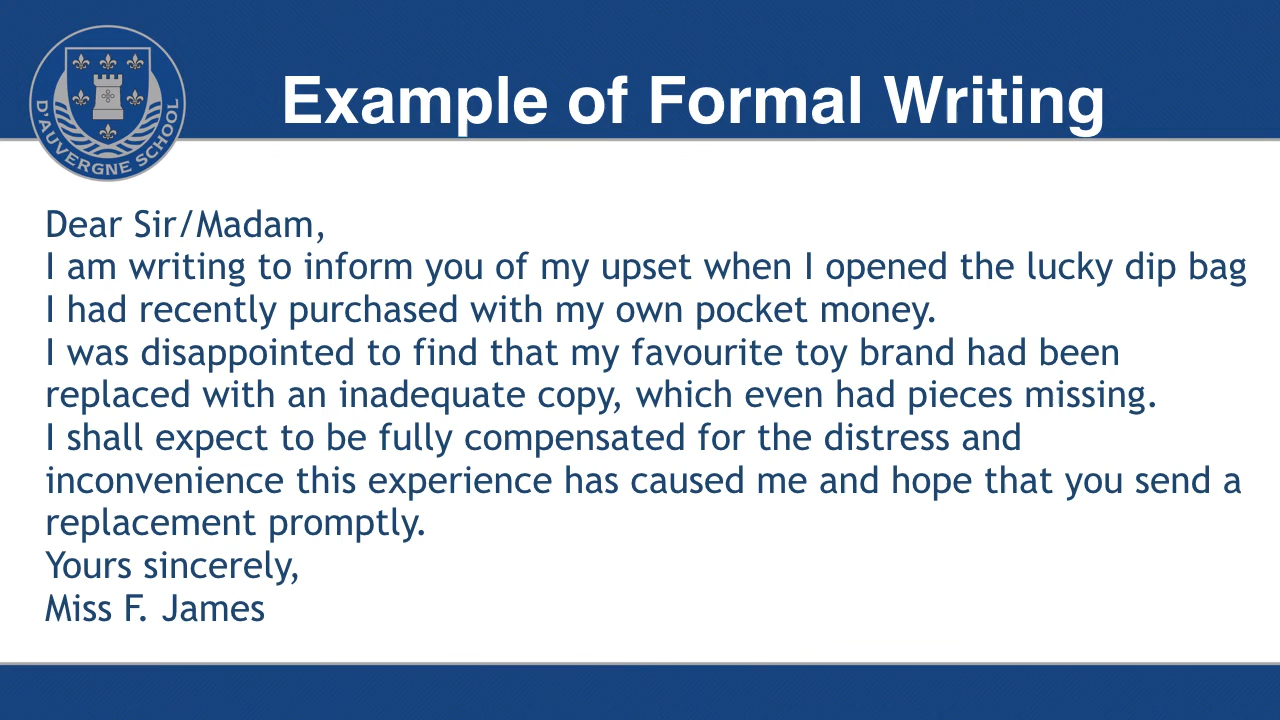 D'AUVERGNE SCHOOL
Example of Formal Writing
Dear Sir/Madam,
I am writing to inform you of my upset when I opened the lucky dip bag
I had recently purchased with my own pocket money.
I was disappointed to find that my favourite toy brand had been
replaced with an inadequate copy, which even had pieces missing.
I shall expect to be fully compensated for the distress and
inconvenience this experience has caused me and hope that you send a
replacement promptly.
Yours sincerely,
Miss F. James